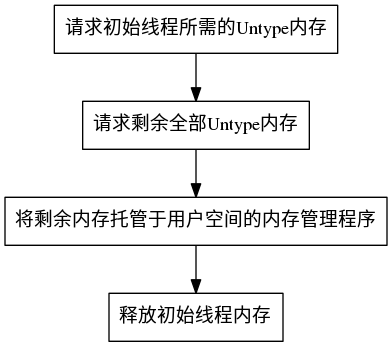 请求初始线程所需的Untype内存
请求剩余全部Untype内存
将剩余内存托管于用户空间的内存管理程序
释放初始线程内存